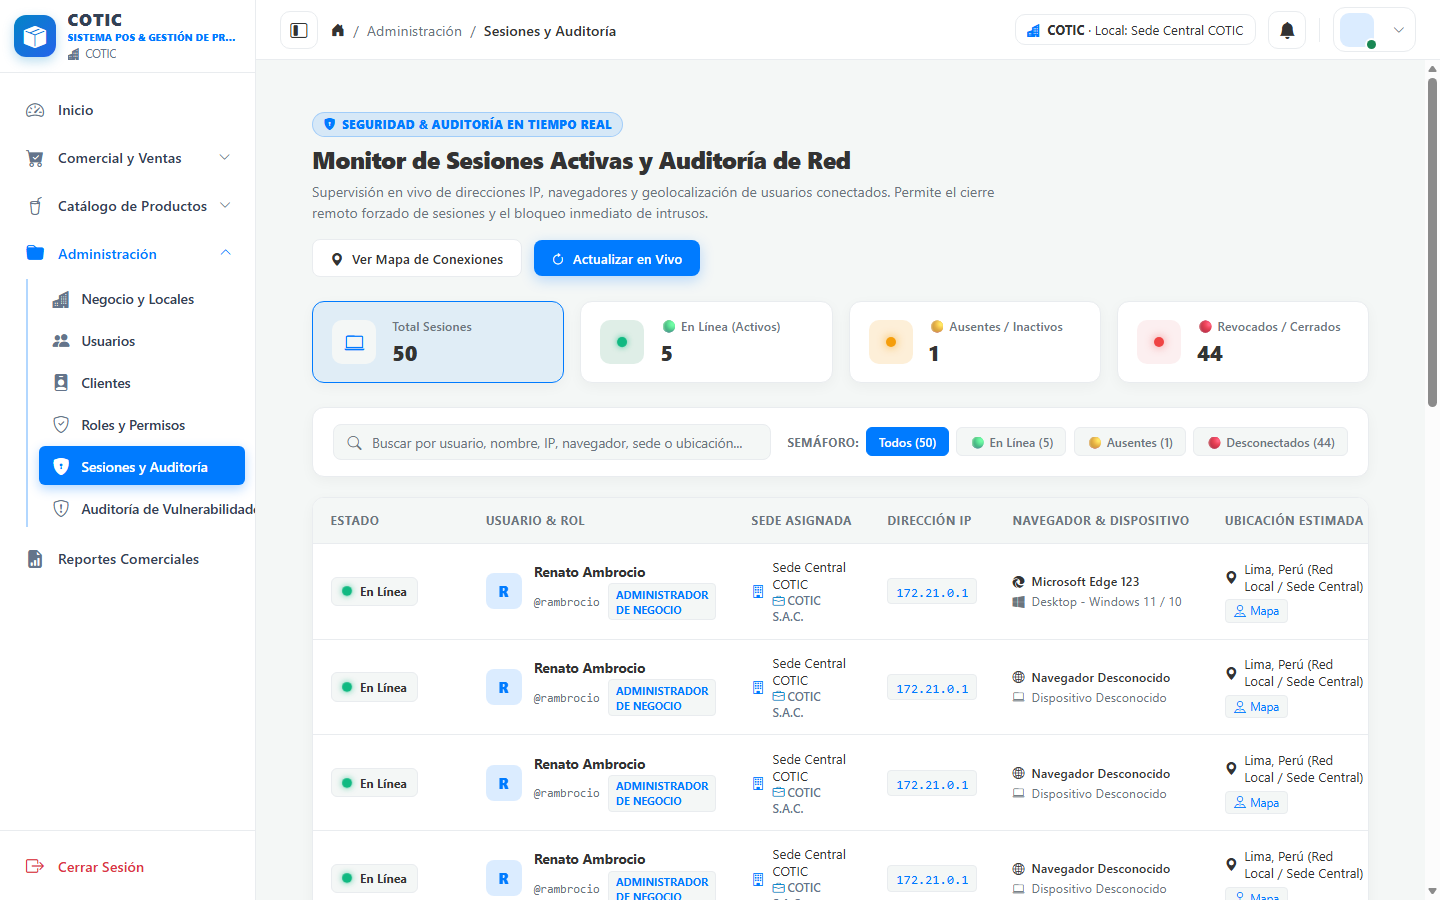 COTIC
SISTEMA POS & GESTIÓN DE PR...
COTIC
/ Administración / Sesiones y Auditoría
COTIC · Local: Sede Central COTIC
Inicio
Comercial y Ventas
Catálogo de Productos
Administración
Negocio y Locales
Usuarios
Clientes
Roles y Permisos
Sesiones y Auditoría
Auditoría de Vulnerabilidad
Reportes Comerciales
Cerrar Sesión
SEGURIDAD & AUDITORÍA EN TIEMPO REAL
Monitor de Sesiones Activas y Auditoría de Red
Supervisión en vivo de direcciones IP, navegadores y geolocalización de usuarios conectados. Permite el cierre
remoto forzado de sesiones y el bloqueo inmediato de intrusos.
Ver Mapa de Conexiones
Actualizar en Vivo
Total Sesiones
50
En Línea (Activos)
5
Ausentes / Inactivos
1
Revocados / Cerrados
44
Buscar por usuario, nombre, IP, navegador, sede o ubicación...
SEMÁFORO:
Todos (50)
En Línea (5)
Ausentes (1)
Desconectados (44)
ESTADO USUARIO & ROL SEDE ASIGNADA DIRECCIÓN IP NAVEGADOR & DISPOSITIVO UBICACIÓN ESTIMADA
En Línea
Renato Ambrocio
@rambrocio
ADMINISTRADOR
DE NEGOCIO
Sede Central
COTIC
COTIC
S.A.C.
172.21.0.1
Microsoft Edge 123
Desktop - Windows 11 / 10
Lima, Perú (Red
Local / Sede Central)
Mapa
En Línea
Renato Ambrocio
@rambrocio
ADMINISTRADOR
DE NEGOCIO
Sede Central
COTIC
COTIC
S.A.C.
172.21.0.1
Navegador Desconocido
Dispositivo Desconocido
Lima, Perú (Red
Local / Sede Central)
Mapa
En Línea
Renato Ambrocio
@rambrocio
ADMINISTRADOR
DE NEGOCIO
Sede Central
COTIC
COTIC
S.A.C.
172.21.0.1
Navegador Desconocido
Dispositivo Desconocido
Lima, Perú (Red
Local / Sede Central)
Mapa
En Línea
Renato Ambrocio
@rambrocio
ADMINISTRADOR
DE NEGOCIO
Sede Central
COTIC
COTIC
172.21.0.1
Navegador Desconocido
Dispositivo Desconocido
Lima, Perú (Red
Local / Sede Central)
Mapa